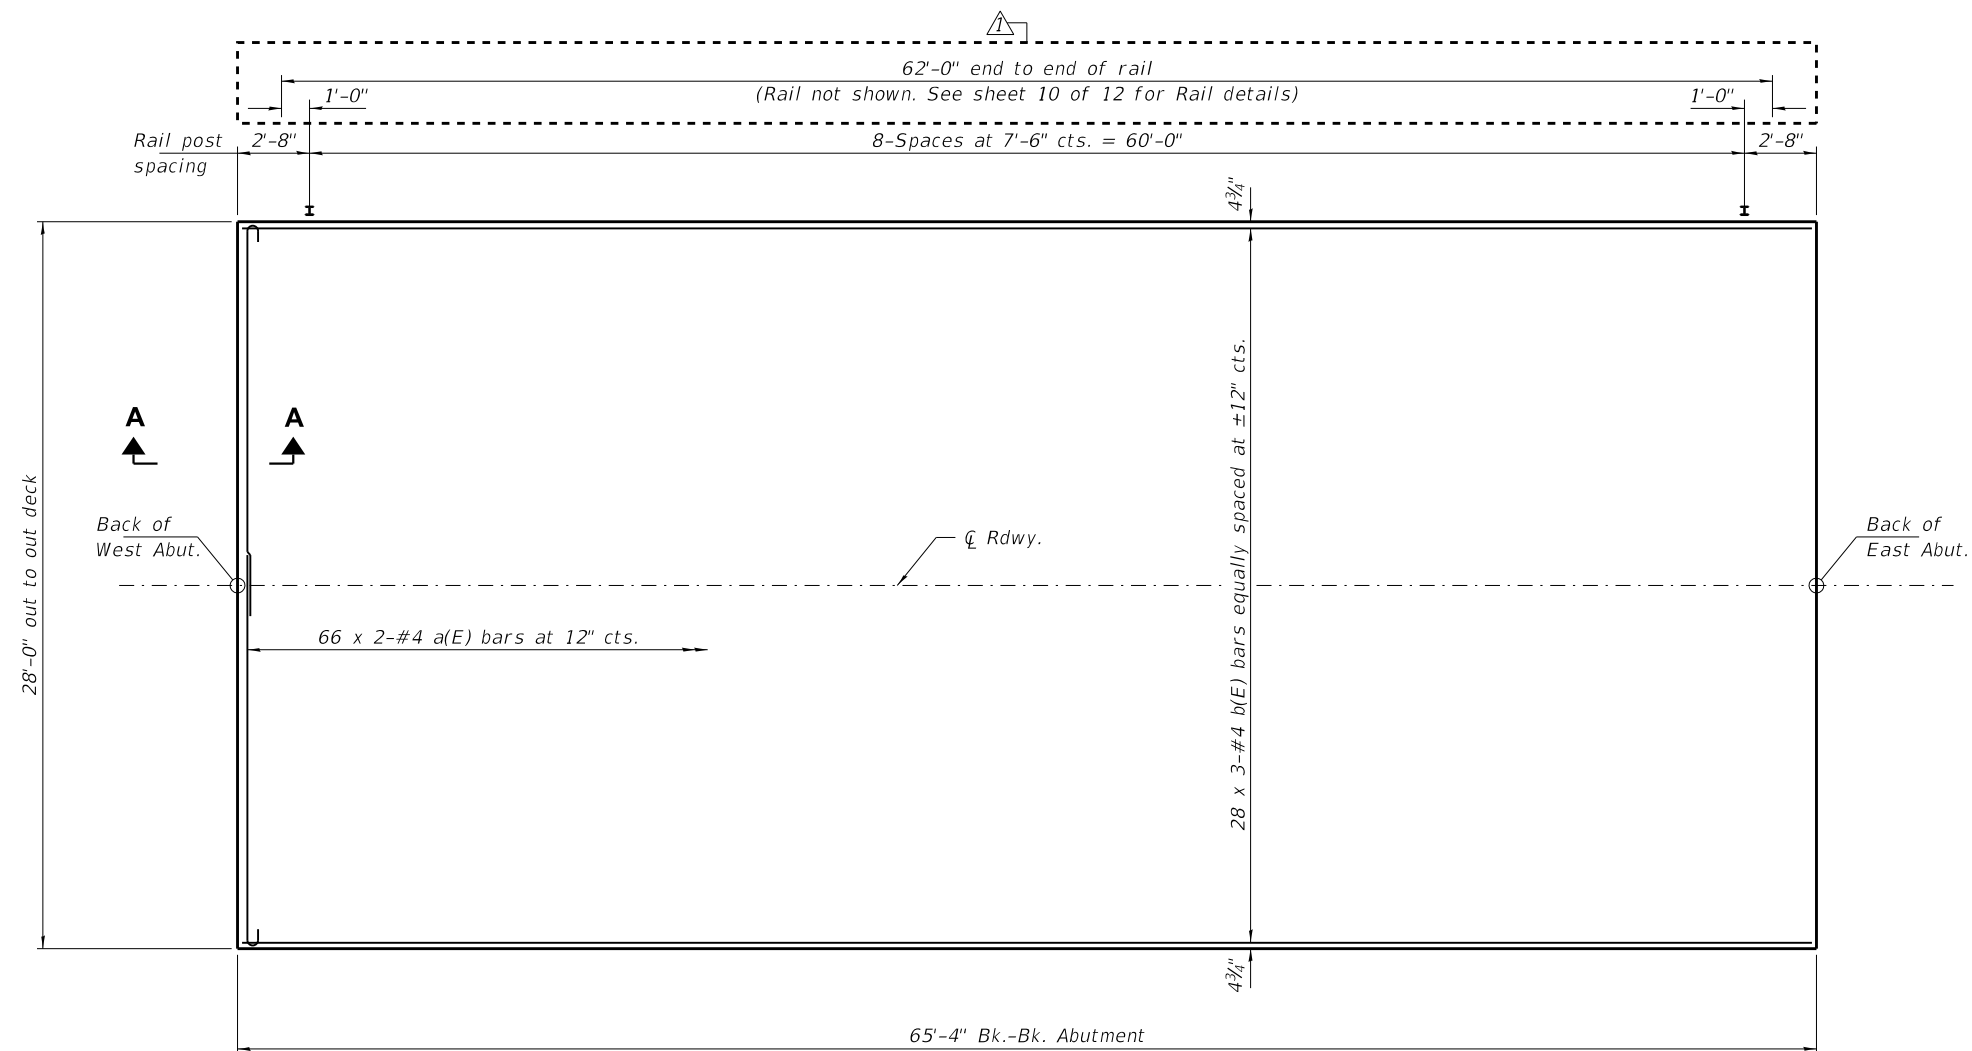 1
62'-0" end to end of rail
(Rail not shown. See sheet 10 of 12 for Rail details)
1'-0"
1'-0"
Rail post
spacing
2'-8"
8-Spaces at 7'-6" cts. = 60'-0"
2'-8"
4¾"
28'-0" out to out deck
A
A
Back of
West Abut.
℄ Rdwy.
Back of
East Abut.
66 x 2-#4 a(E) bars at 12" cts.
28 x 3-#4 b(E) bars equally spaced at ±12" cts.
4¾"
65'-4" Bk.-Bk. Abutment